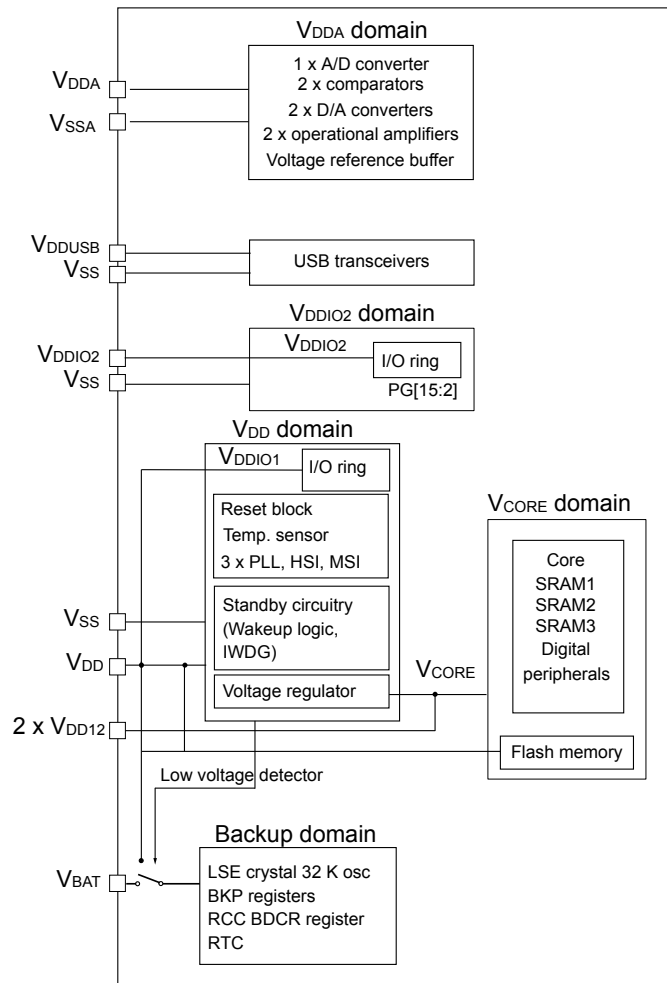 VDDA domain
1 x A/D converter
2 x comparators
2 x D/A converters
2 x operational amplifiers
Voltage reference buffer
VDDA
VSSA
VDDUSB
VSS
USB transceivers
VDDIO2 domain
VDDIO2
VSS
VDDIO2
I/O ring
PG[15:2]
VDD domain
VDDIO1
I/O ring
Reset block
Temp. sensor
3 x PLL, HSI, MSI
Standby circuitry
(Wakeup logic,
IWDG)
Voltage regulator
VSS
VDD
2 x VDD12
VCORE
VCORE domain
Core
SRAM1
SRAM2
SRAM3
Digital
peripherals
Flash memory
Low voltage detector
Backup domain
VBAT
LSE crystal 32 K osc
BKP registers
RCC BDCR register
RTC